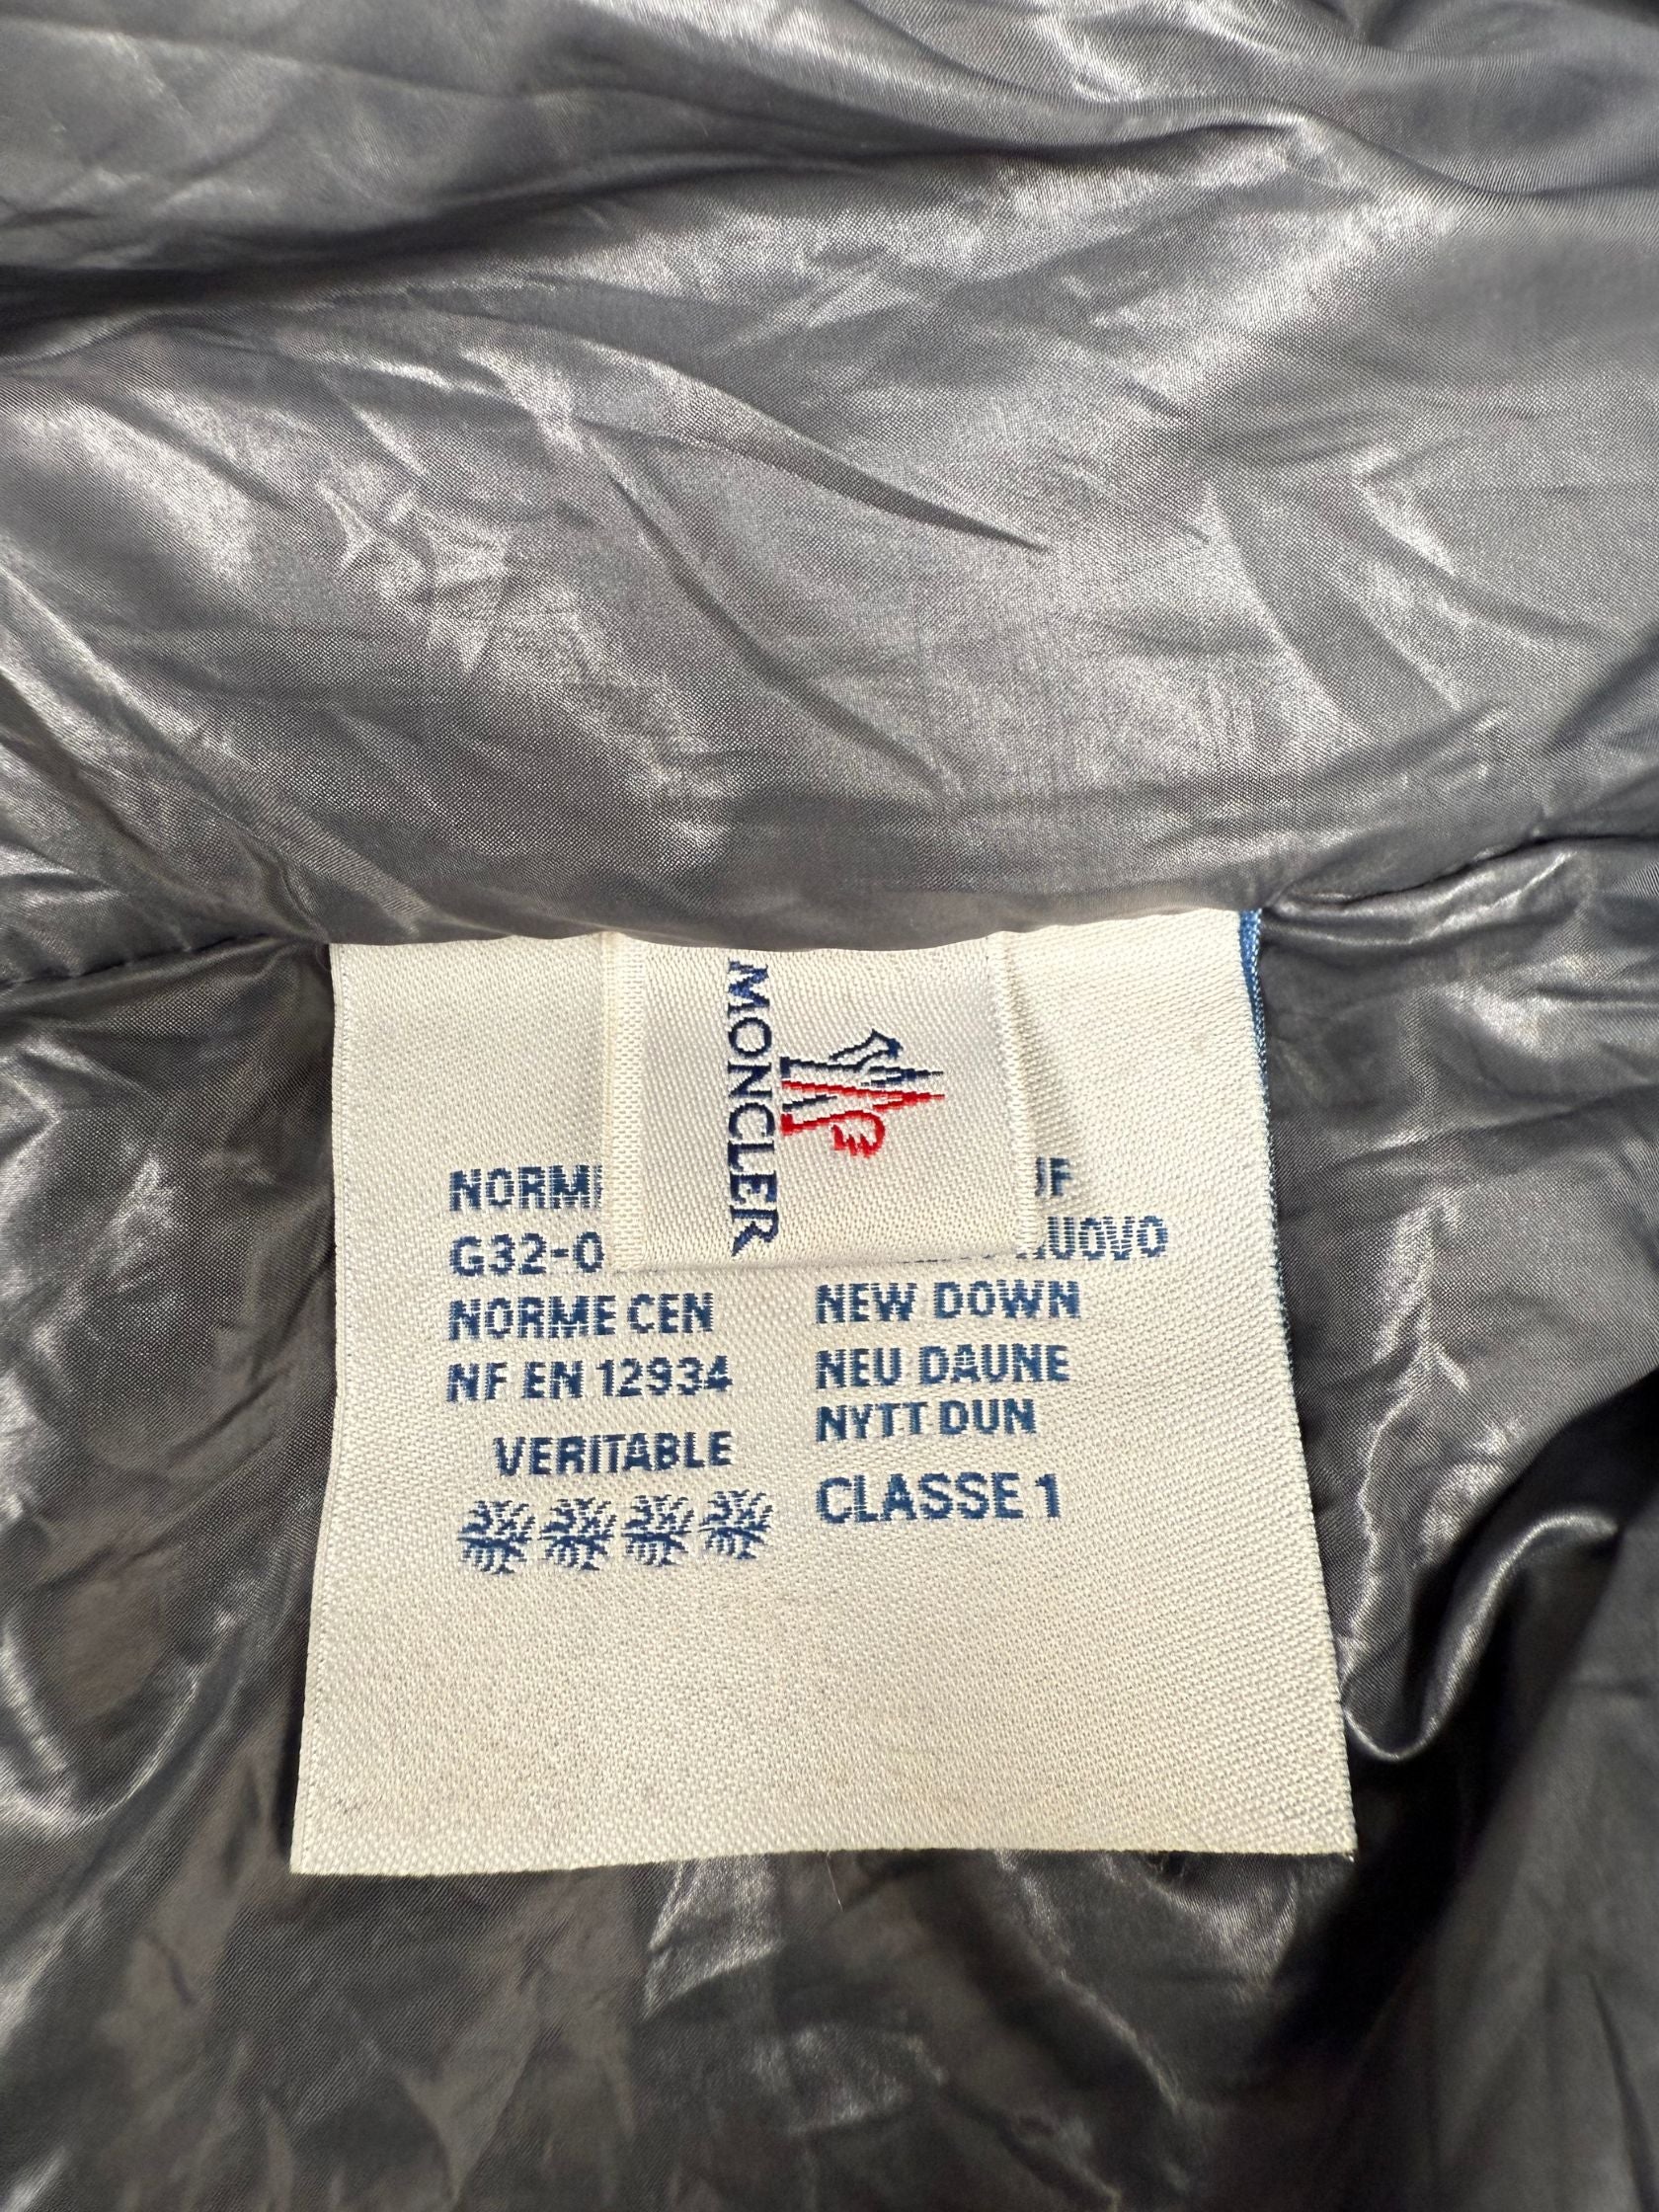 MONCLER
NORM
G32-0
NORME CEN
NF EN 12934
VERITABLE
UF
NUOVO
NEW DOWN
NEU DAUNE
NYTT DUN
CLASSE 1